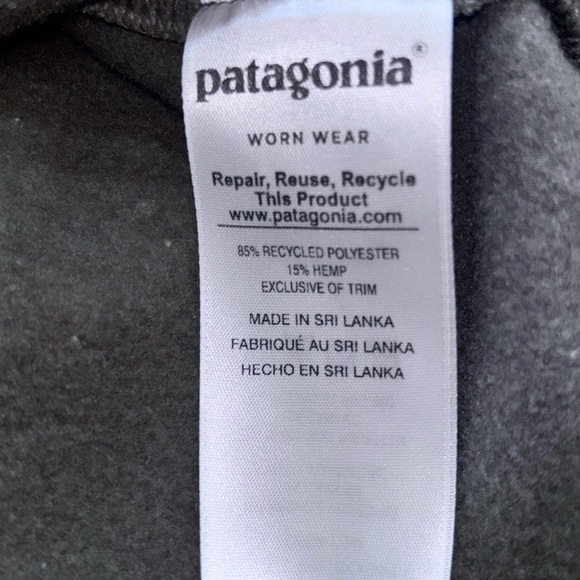 patagonia®
WORN WEAR
Repair, Reuse, Recycle
This Product
www.patagonia.com
85% RECYCLED POLYESTER
15% HEMP
EXCLUSIVE OF TRIM
MADE IN SRI LANKA
FABRIQUÉ AU SRI LANKA
HECHO EN SRI LANKA